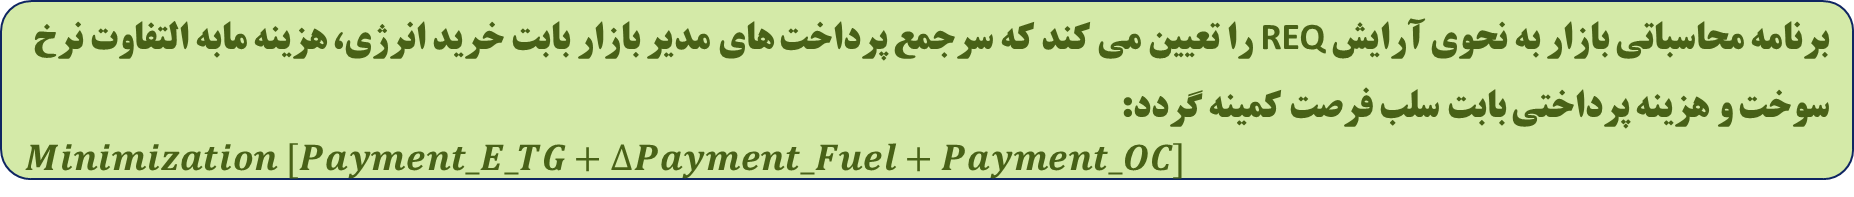 برنامه محاسباتی بازار به نحوی آرایش REQ را تعیین می کند که سرجمع پرداخت های مدیر بازار بابت خرید انرژی، هزینه مابه التفاوت نرخ
سوخت و هزینه پرداختی بابت سلب فرصت کمینه گردد:
Minimization [Payment_E_TG + ΔPayment_Fuel + Payment_OC]